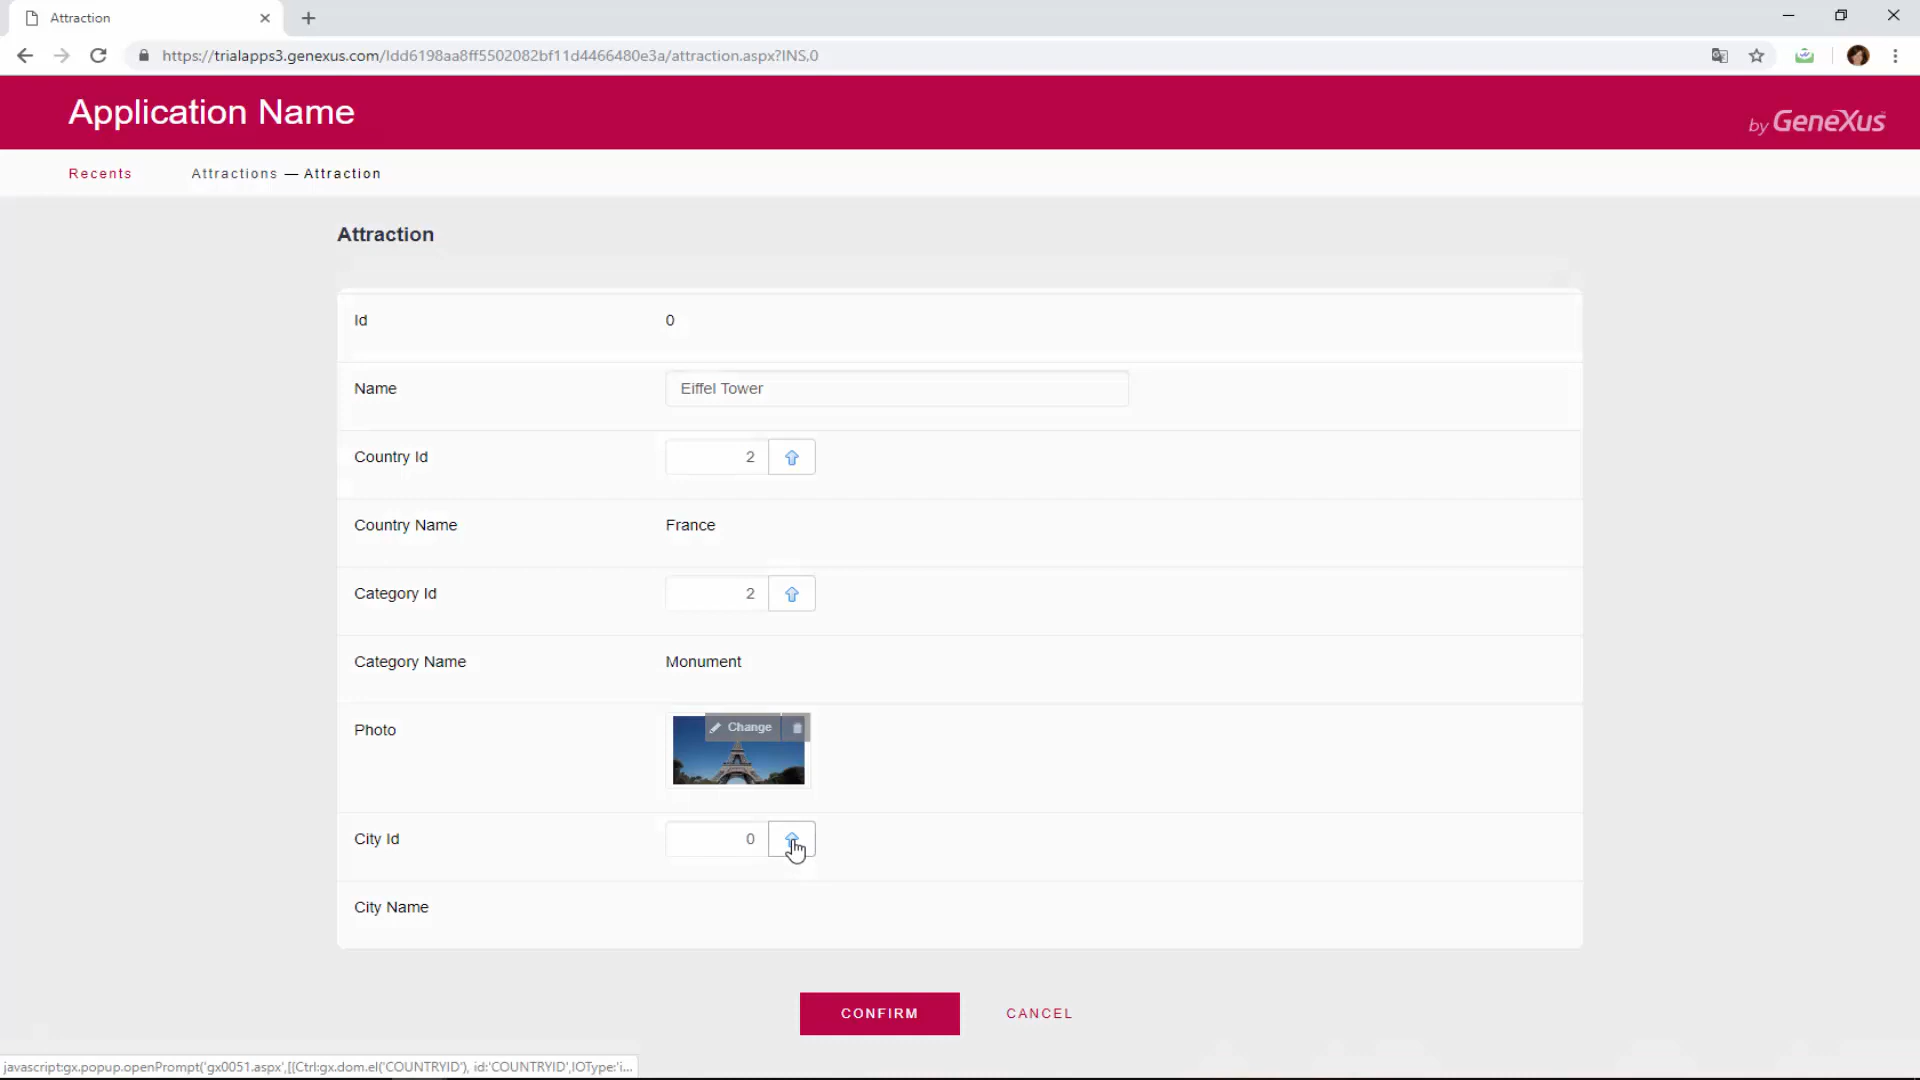 Attraction
https://trialapps3.genexus.com/Idd6198aa8ff5502082bf11d4466480e3a/attraction.aspx?INS,0
Application Name
by GeneXus
Recents
Attractions — Attraction
Attraction
Id 0
Name Eiffel Tower
Country Id 2
Country Name France
Category Id 2
Category Name Monument
Photo Change
City Id 0
City Name
CONFIRM CANCEL
javascript:gx.popup.openPrompt('gx0051.aspx',[[Ctrl:gx.dom.el('COUNTRYID'), id:'COUNTRYID',IOType:'i...